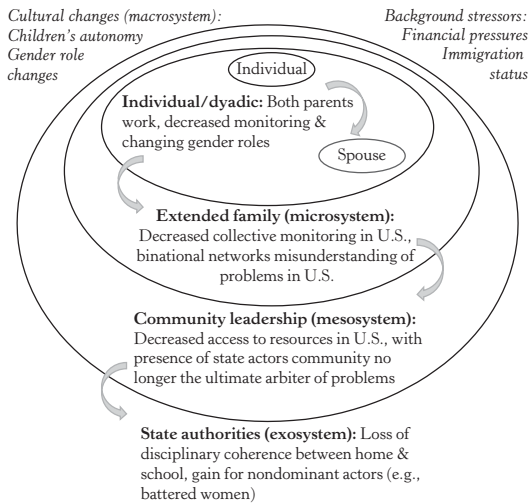 Cultural changes (macrosystem):
Children's autonomy
Gender role
changes
Background stressors:
Financial pressures
Immigration
status
Individual
Individual/dyadic: Both parents
work, decreased monitoring &
changing gender roles
Spouse
Extended family (microsystem):
Decreased collective monitoring in U.S.,
binational networks misunderstanding of
problems in U.S.
Community leadership (mesosystem):
Decreased access to resources in U.S., with
presence of state actors community no
longer the ultimate arbiter of problems
State authorities (exosystem): Loss of
disciplinary coherence between home &
school, gain for nondominant actors (e.g.,
battered women)